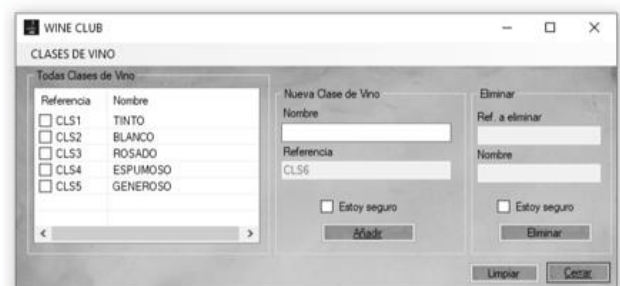 WINE CLUB
CLASES DE VINO
Todas Clases de Vino
Referencia Nombre
CLS1 TINTO
CLS2 BLANCO
CLS3 ROSADO
CLS4 ESPUMOSO
CLS5 GENEROSO
Nueva Clase de Vino
Nombre
Referencia
CLS6
Estoy seguro
Añadir
Eliminar
Ref. a eliminar
Nombre
Estoy seguro
Eliminar
Limpiar Cerrar